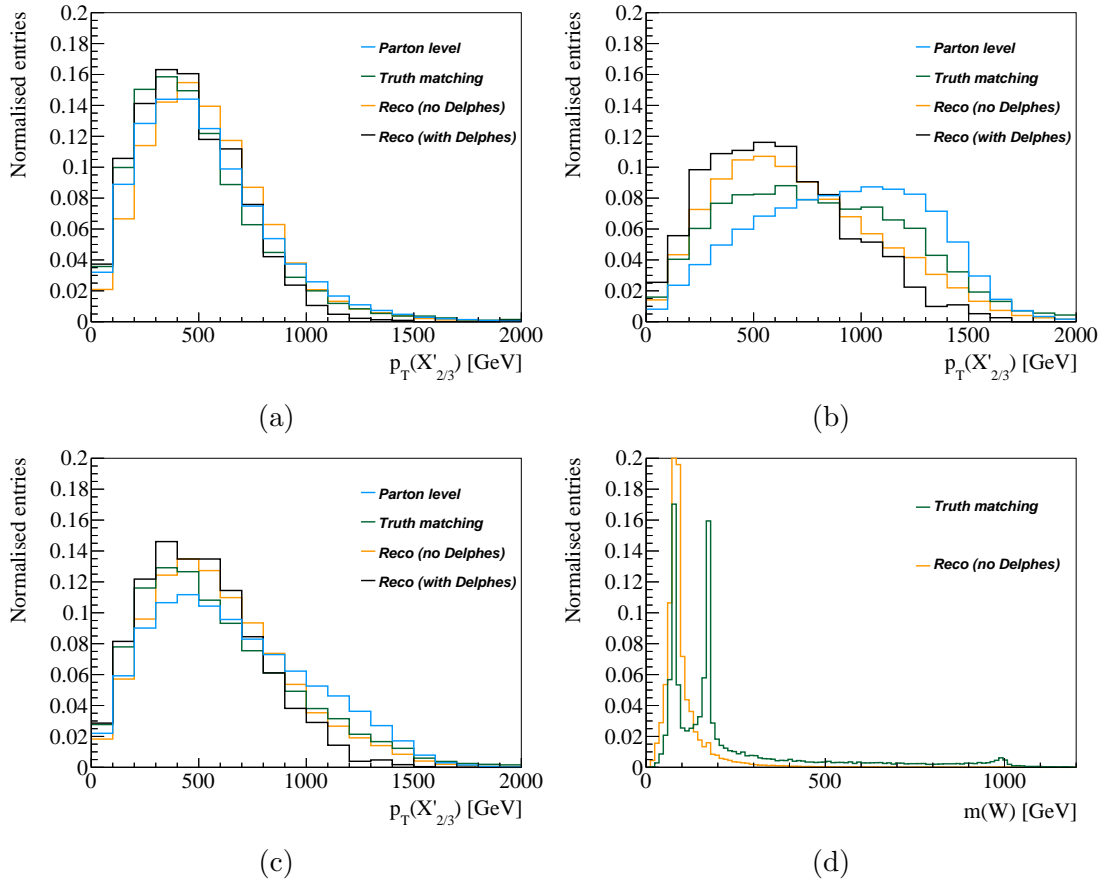 Normalised entries
0.2
0.18
0.16
0.14
0.12
0.1
0.08
0.06
0.04
0.02
0
Parton level
Truth matching
Reco (no Delphes)
Reco (with Delphes)
0 500 1000 1500 2000
p_T(X'_{2/3}) [GeV]
(a)
Normalised entries
0.2
0.18
0.16
0.14
0.12
0.1
0.08
0.06
0.04
0.02
0
Parton level
Truth matching
Reco (no Delphes)
Reco (with Delphes)
0 500 1000 1500 2000
p_T(X'_{2/3}) [GeV]
(b)
Normalised entries
0.2
0.18
0.16
0.14
0.12
0.1
0.08
0.06
0.04
0.02
0
Parton level
Truth matching
Reco (no Delphes)
Reco (with Delphes)
0 500 1000 1500 2000
p_T(X'_{2/3}) [GeV]
(c)
Normalised entries
0.2
0.18
0.16
0.14
0.12
0.1
0.08
0.06
0.04
0.02
0
Truth matching
Reco (no Delphes)
0 500 1000
m(W) [GeV]
(d)